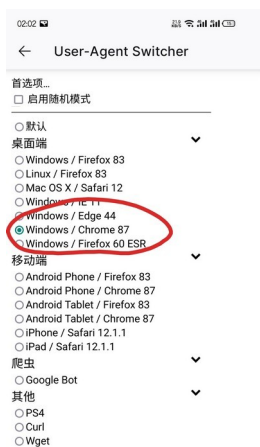 02:02
User-Agent Switcher
首选项...
启用随机模式
默认
桌面端
Windows / Firefox 83
Linux / Firefox 83
Mac OS X / Safari 12
Windows / IE 11
Windows / Edge 44
Windows / Chrome 87
Windows / Firefox 60 ESR
移动端
Android Phone / Firefox 83
Android Phone / Chrome 87
Android Tablet / Firefox 83
Android Tablet / Chrome 87
iPhone / Safari 12.1.1
iPad / Safari 12.1.1
爬虫
Google Bot
其他
PS4
Curl
Wget